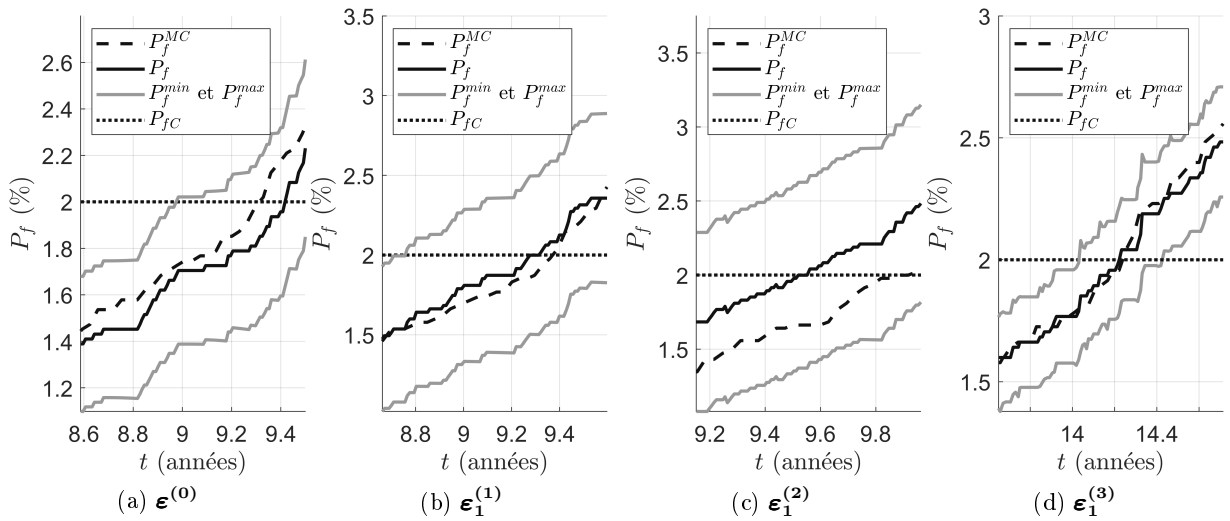 P_f^{MC}
P_f
P_f^{min} et P_f^{max}
P_{fC}
2.6
2.4
2.2
2
1.8
1.6
1.4
1.2
P_f (%)
8.6 8.8 9 9.2 9.4
t (années)
(a) ε^{(0)}
P_f^{MC}
P_f
P_f^{min} et P_f^{max}
P_{fC}
3.5
3
2.5
2
1.5
P_f (%)
8.8 9 9.2 9.4
t (années)
(b) ε_1^{(1)}
P_f^{MC}
P_f
P_f^{min} et P_f^{max}
P_{fC}
3.5
3
2.5
2
1.5
P_f (%)
9.2 9.4 9.6 9.8
t (années)
(c) ε_1^{(2)}
P_f^{MC}
P_f
P_f^{min} et P_f^{max}
P_{fC}
3
2.5
2
1.5
P_f (%)
14 14.4
t (années)
(d) ε_1^{(3)}